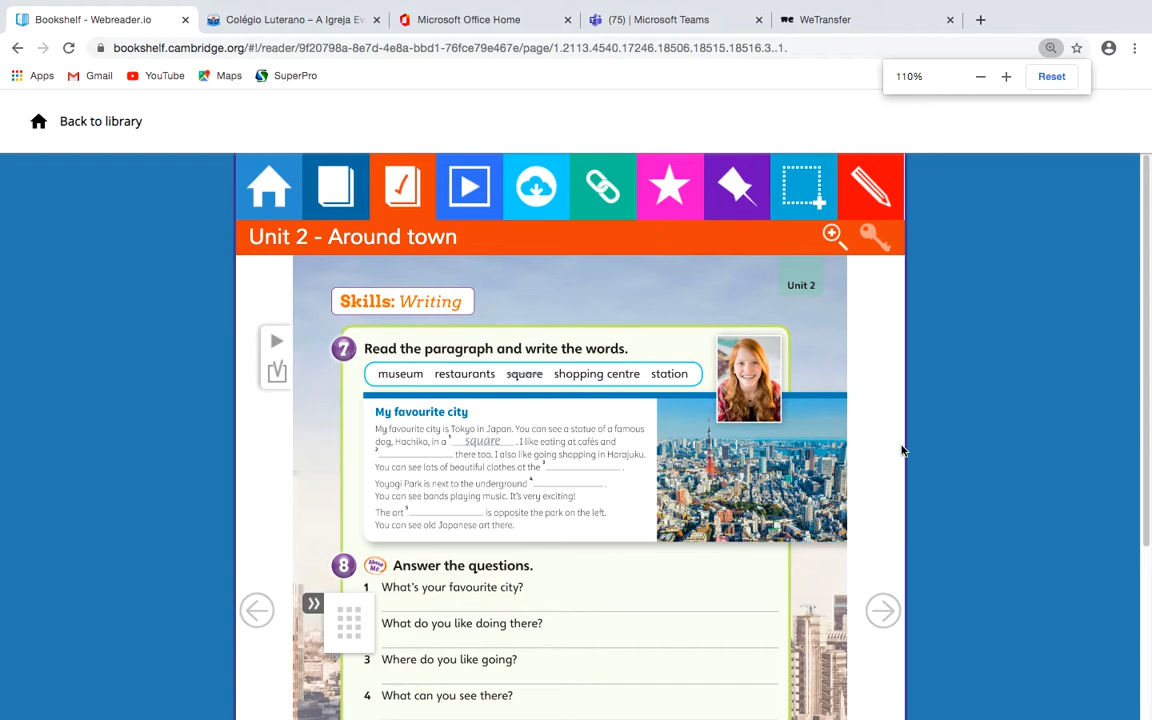 Bookshelf - Webreader.io
Colégio Luterano – A Igreja Ev
Microsoft Office Home
(75) | Microsoft Teams
WeTransfer
bookshelf.cambridge.org/#!/reader/9f20798a-8e7d-4e8a-bbd1-76fce79e467e/page/1.2113.4540.17246.18506.18515.18516.3..1.
Apps
Gmail
YouTube
Maps
SuperPro
110%
Reset
Back to library
Unit 2 - Around town
Unit 2
Skills: Writing
7 Read the paragraph and write the words.
museum restaurants square shopping centre station
My favourite city
My favourite city is Tokyo in Japan. You can see a statue of a famous
dog, Hachiko, in a 1 square . I like eating at cafés and
2 ____________ there too. I also like going shopping in Harajuku.
You can see lots of beautiful clothes at the 3 ____________ .
Yoyogi Park is next to the underground 4 ____________ .
You can see bands playing music. It's very exciting!
The art 5 ____________ is opposite the park on the left.
You can see old Japanese art there.
8 About Me Answer the questions.
1 What's your favourite city?
What do you like doing there?
3 Where do you like going?
4 What can you see there?